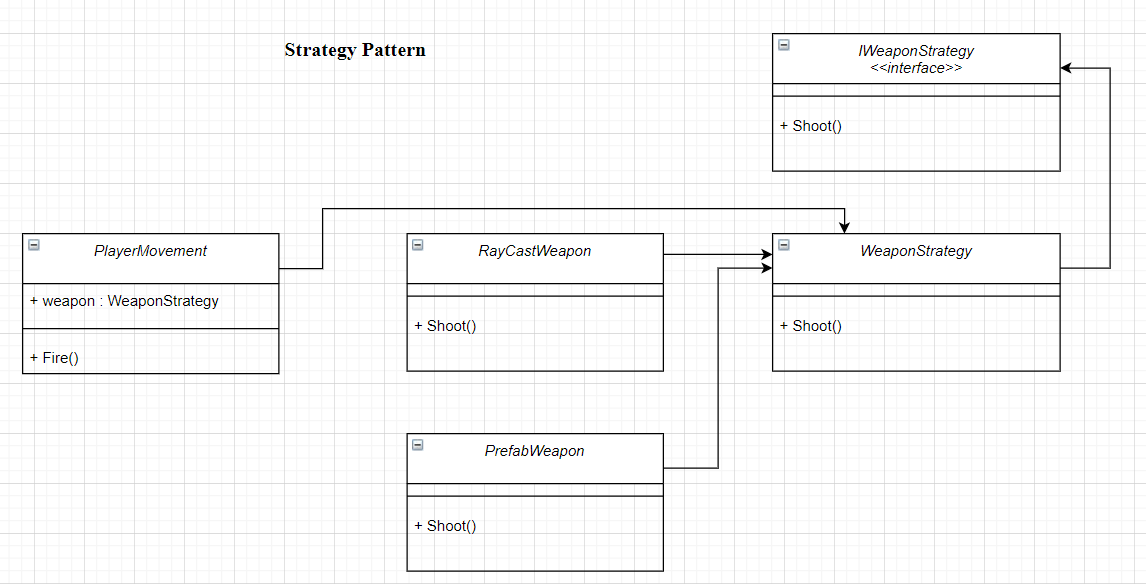 Strategy Pattern
IWeaponStrategy
<<interface>>
+ Shoot()
PlayerMovement
+ weapon : WeaponStrategy
+ Fire()
RayCastWeapon
+ Shoot()
WeaponStrategy
+ Shoot()
PrefabWeapon
+ Shoot()